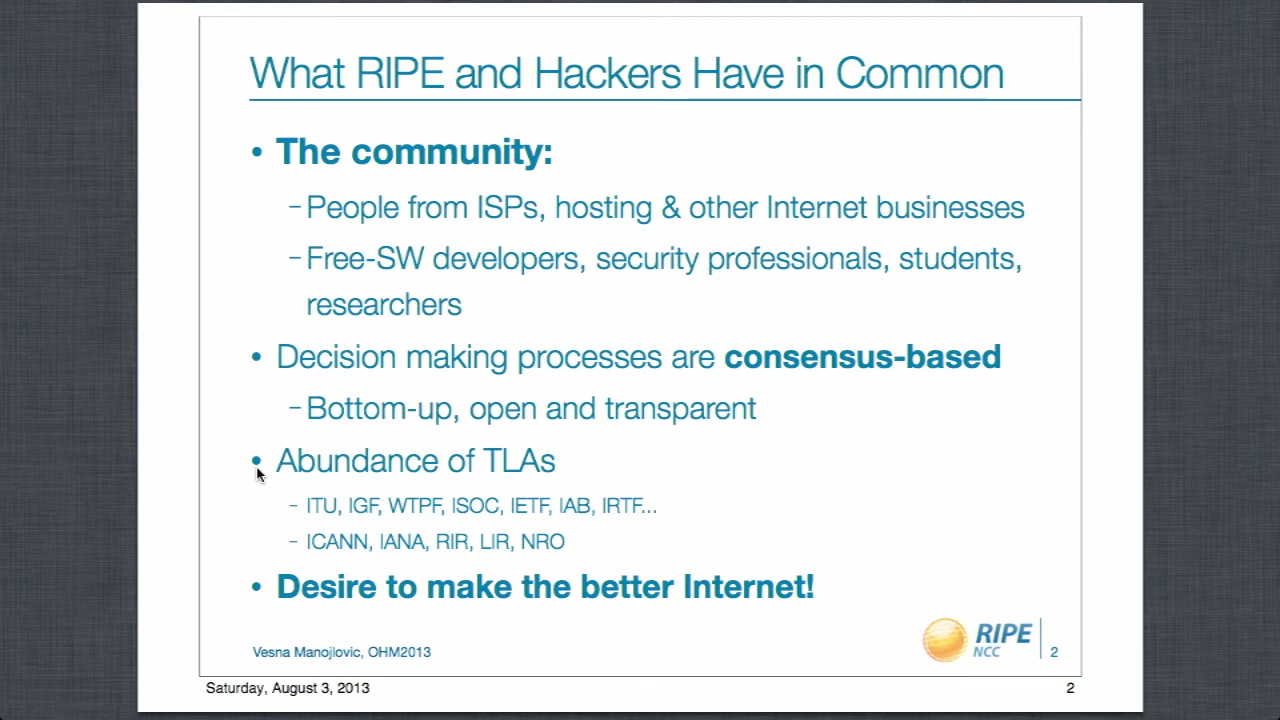 What RIPE and Hackers Have in Common
• The community:
– People from ISPs, hosting & other Internet businesses
– Free-SW developers, security professionals, students,
researchers
• Decision making processes are consensus-based
– Bottom-up, open and transparent
• Abundance of TLAs
– ITU, IGF, WTPF, ISOC, IETF, IAB, IRTF...
– ICANN, IANA, RIR, LIR, NRO
• Desire to make the better Internet!
Vesna Manojlovic, OHM2013
RIPE
NCC
2
Saturday, August 3, 2013
2